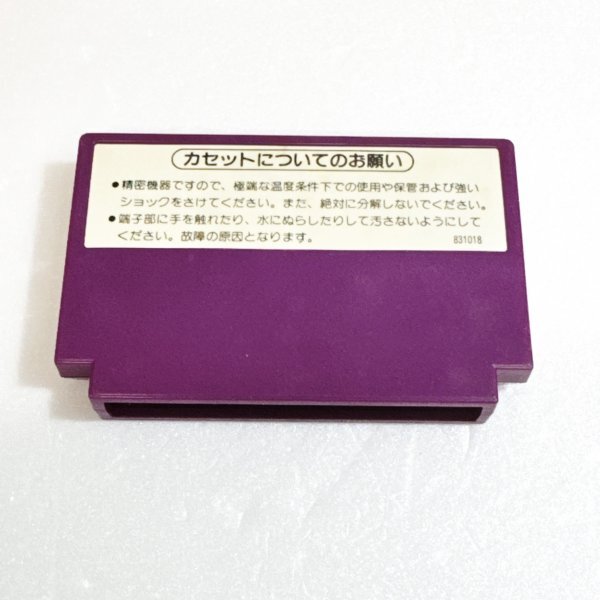 カセットについてのお願い
●精密機器ですので、極端な温度条件下での使用や保管および強い
ショックをさけてください。また、絶対に分解しないでください。
●端子部に手を触れたり、水にぬらしたりして汚さないようにして
ください。故障の原因となります。
831018